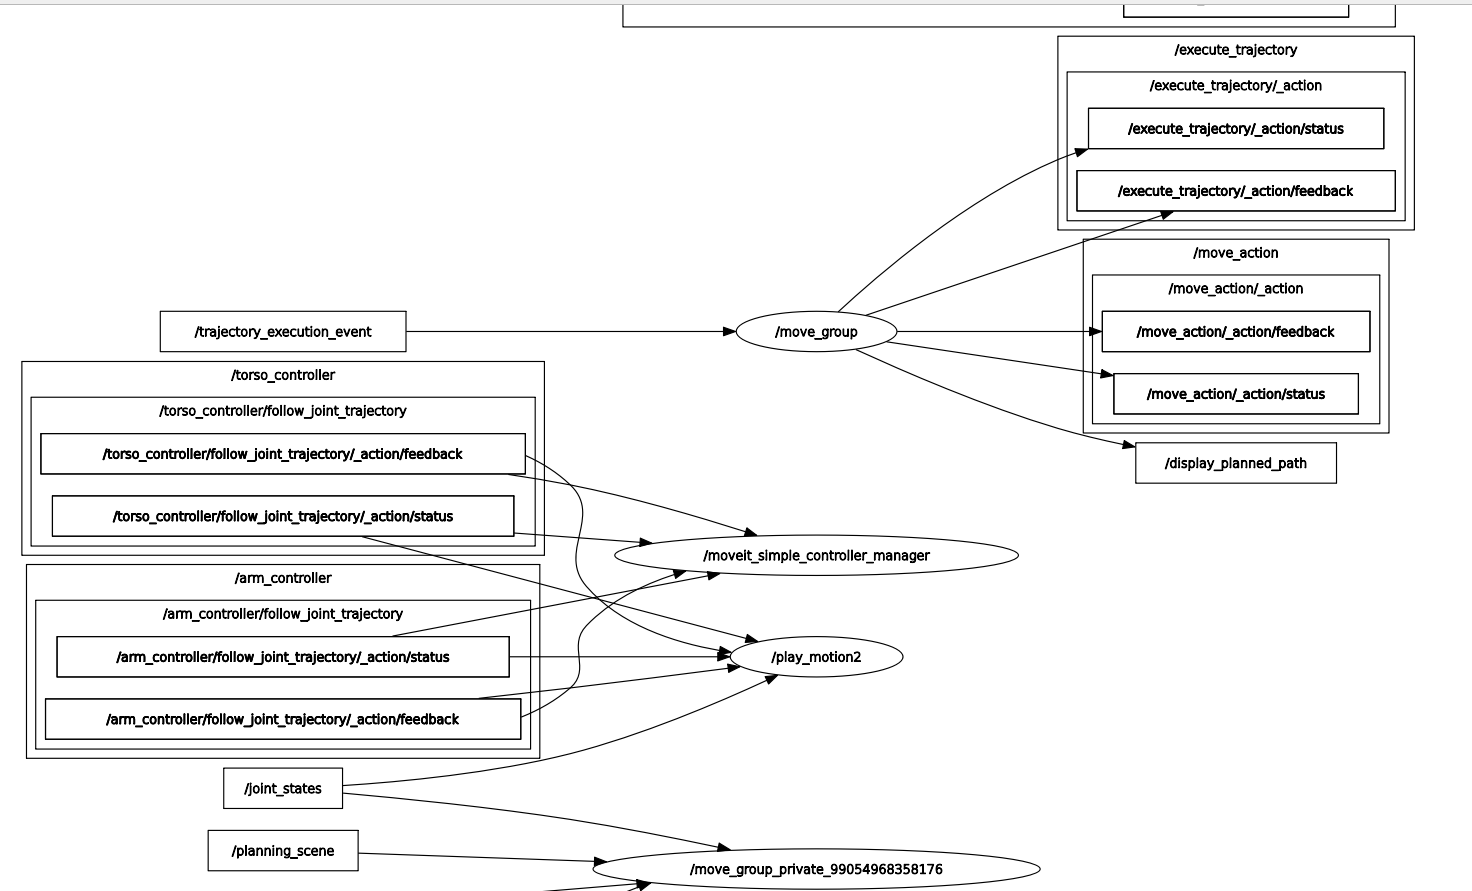 /execute_trajectory
/execute_trajectory/_action
/execute_trajectory/_action/status
/execute_trajectory/_action/feedback
/move_action
/move_action/_action
/trajectory_execution_event
/move_group
/move_action/_action/feedback
/torso_controller
/move_action/_action/status
/torso_controller/follow_joint_trajectory
/torso_controller/follow_joint_trajectory/_action/feedback
/display_planned_path
/torso_controller/follow_joint_trajectory/_action/status
/moveit_simple_controller_manager
/arm_controller
/arm_controller/follow_joint_trajectory
/arm_controller/follow_joint_trajectory/_action/status
/play_motion2
/arm_controller/follow_joint_trajectory/_action/feedback
/joint_states
/planning_scene
/move_group_private_99054968358176